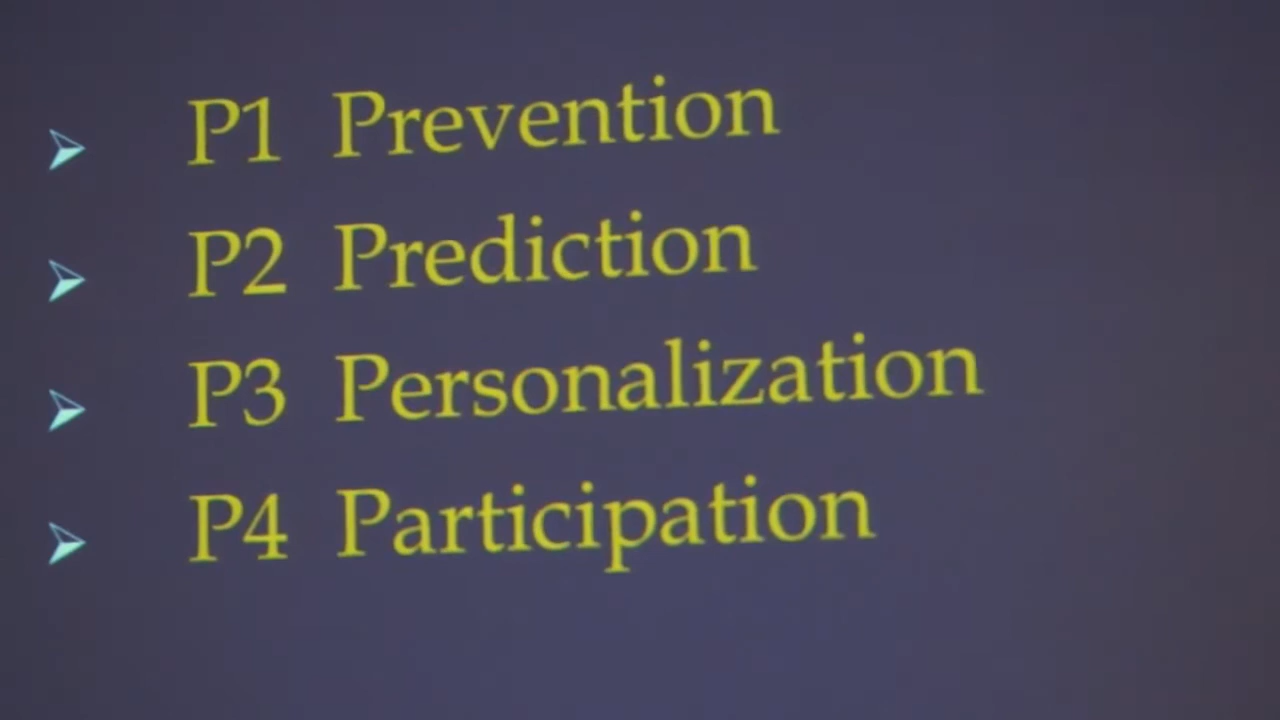 P1 Prevention
P2 Prediction
P3 Personalization
P4 Participation